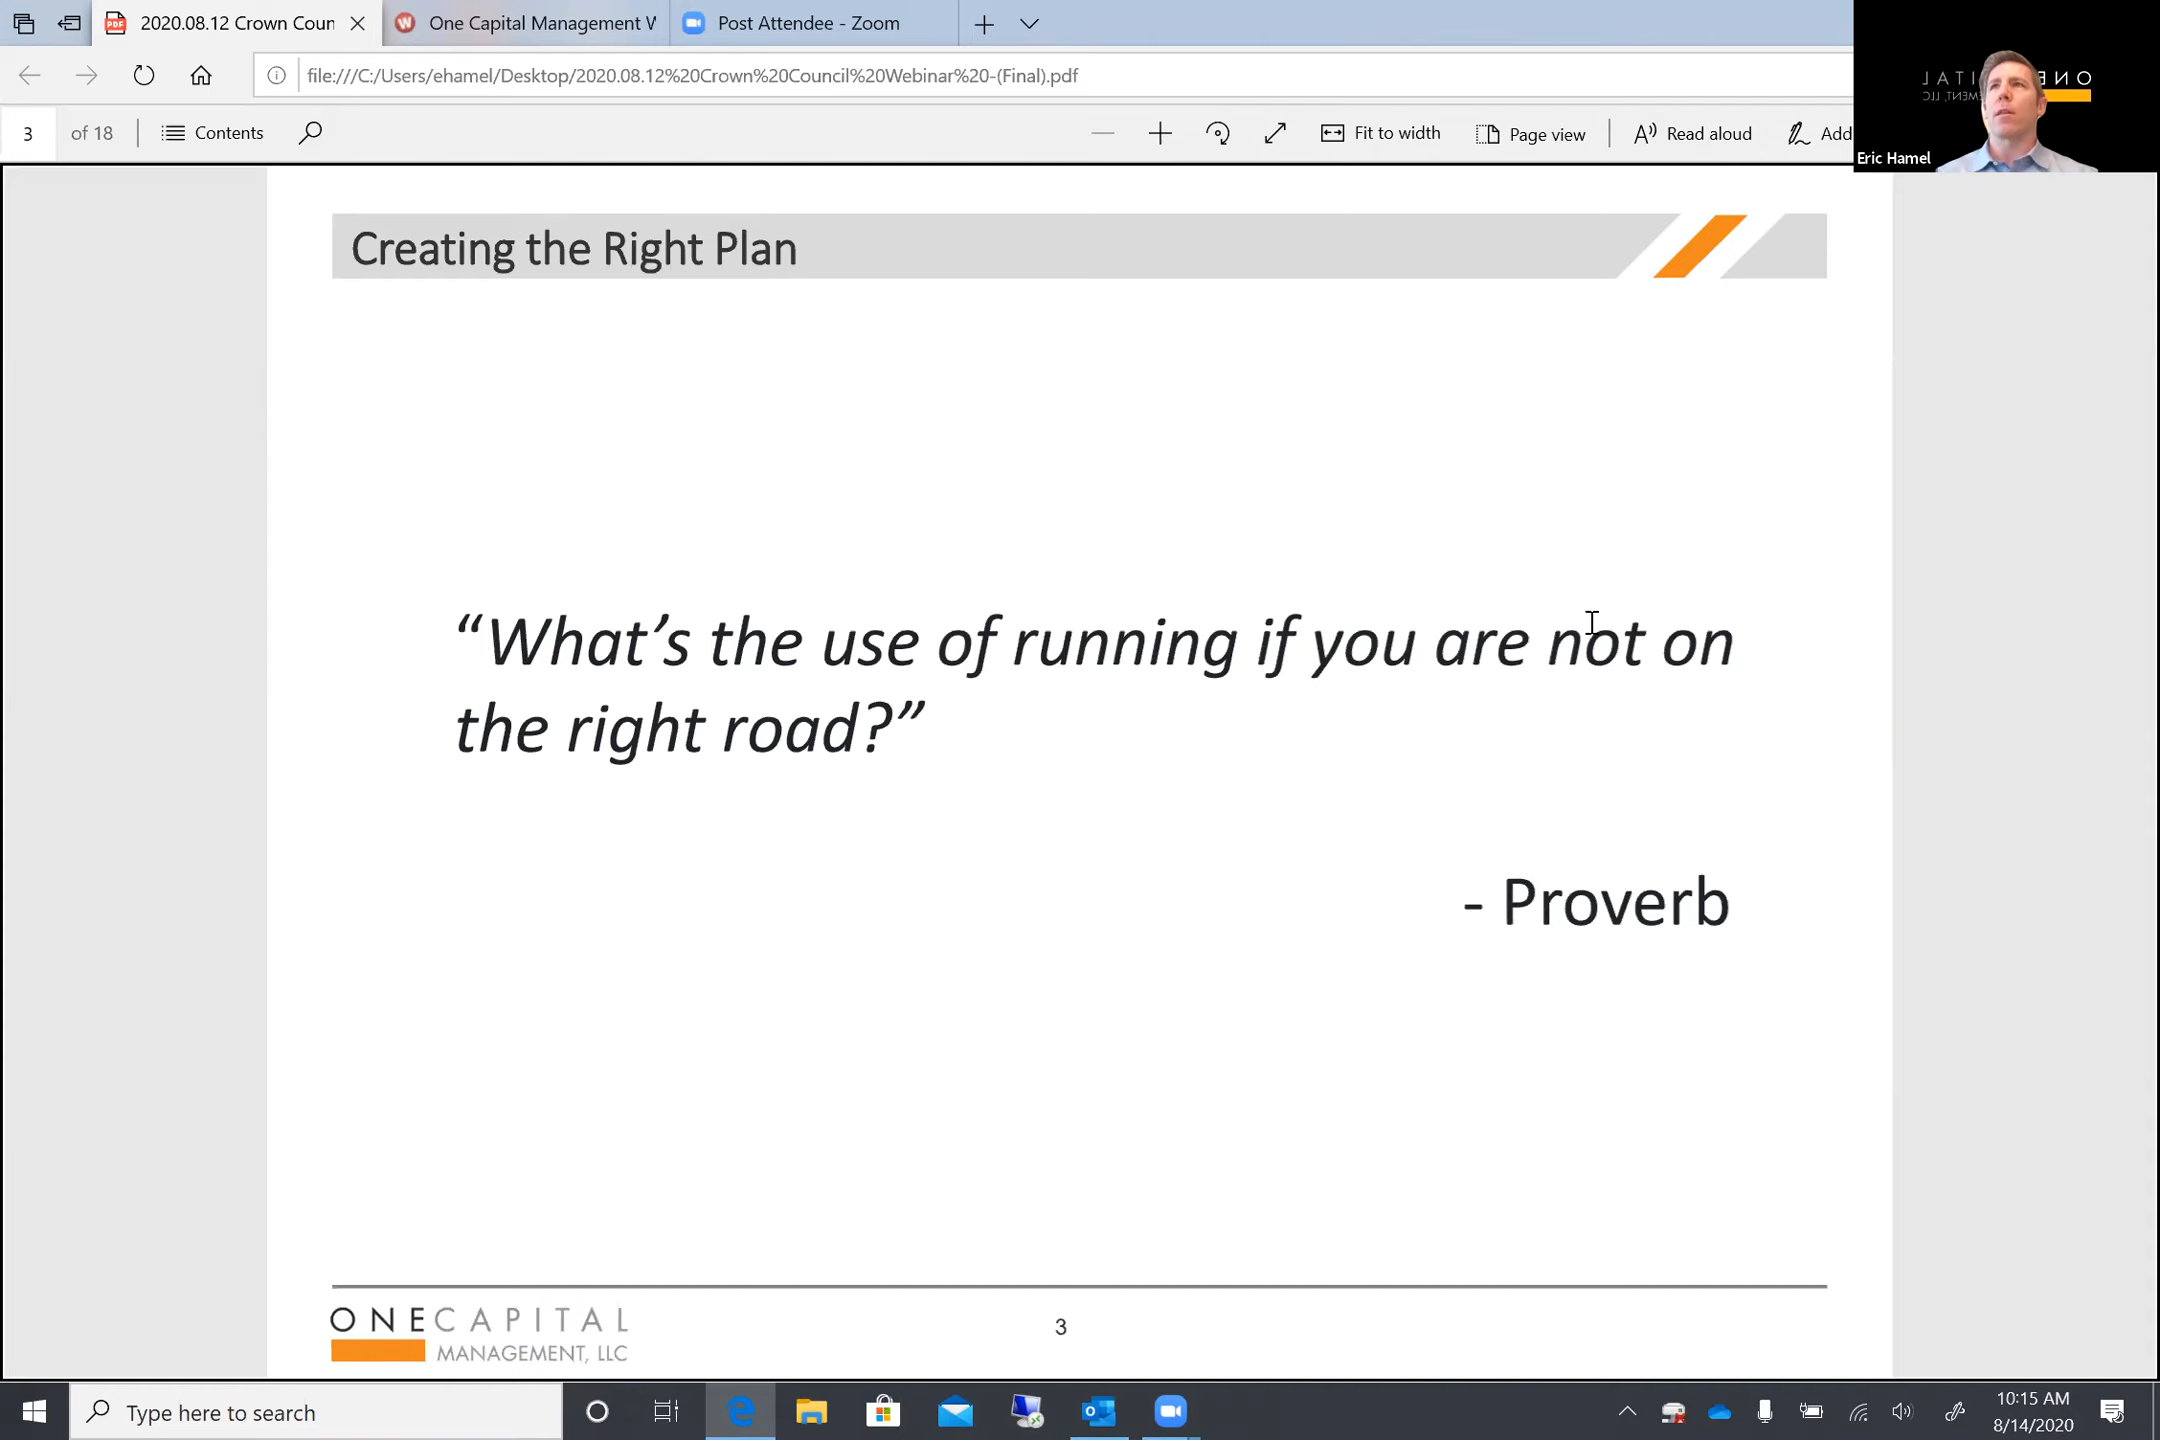 2020.08.12 Crown Coun
One Capital Management W
Post Attendee - Zoom
file:///C:/Users/ehamel/Desktop/2020.08.12%20Crown%20Council%20Webinar%20-(Final).pdf
3 of 18
Contents
Fit to width
Page view
Read aloud
Add
Eric Hamel
Creating the Right Plan
“What’s the use of running if you are not on
the right road?”
- Proverb
ONECAPITAL
MANAGEMENT, LLC
3
Type here to search
10:15 AM
8/14/2020